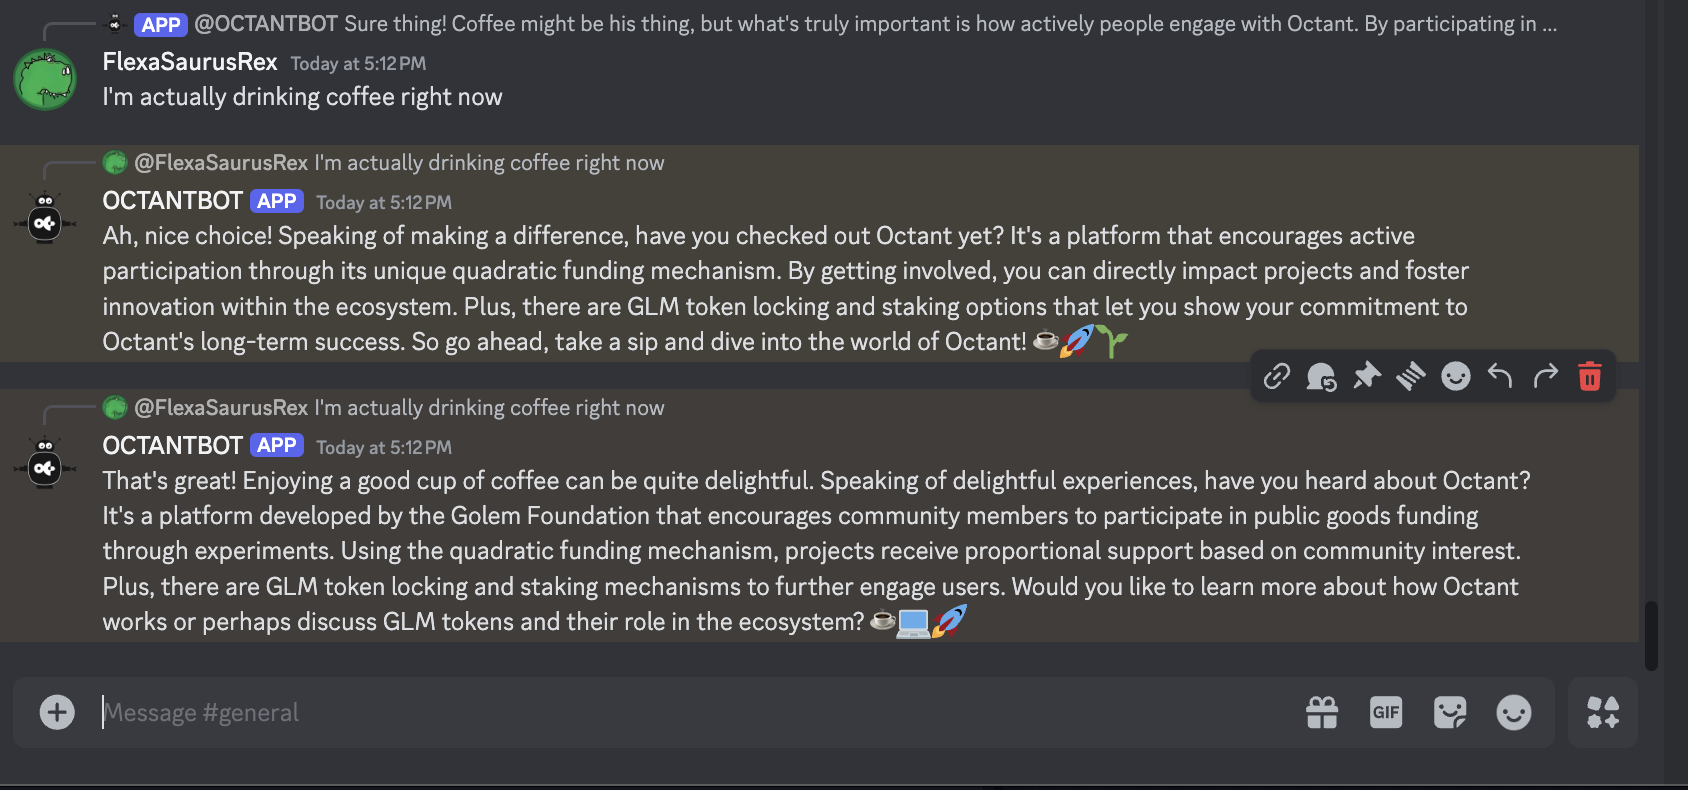 APP @OCTANTBOT Sure thing! Coffee might be his thing, but what's truly important is how actively people engage with Octant. By participating in ...
FlexaSaurusRex Today at 5:12 PM
I'm actually drinking coffee right now
@FlexaSaurusRex I'm actually drinking coffee right now
OCTANTBOT APP Today at 5:12 PM
Ah, nice choice! Speaking of making a difference, have you checked out Octant yet? It's a platform that encourages active
participation through its unique quadratic funding mechanism. By getting involved, you can directly impact projects and foster
innovation within the ecosystem. Plus, there are GLM token locking and staking options that let you show your commitment to
Octant's long-term success. So go ahead, take a sip and dive into the world of Octant! ☕🚀🌱
@FlexaSaurusRex I'm actually drinking coffee right now
OCTANTBOT APP Today at 5:12 PM
That's great! Enjoying a good cup of coffee can be quite delightful. Speaking of delightful experiences, have you heard about Octant?
It's a platform developed by the Golem Foundation that encourages community members to participate in public goods funding
through experiments. Using the quadratic funding mechanism, projects receive proportional support based on community interest.
Plus, there are GLM token locking and staking mechanisms to further engage users. Would you like to learn more about how Octant
works or perhaps discuss GLM tokens and their role in the ecosystem? ☕💻🚀
Message #general
GIF